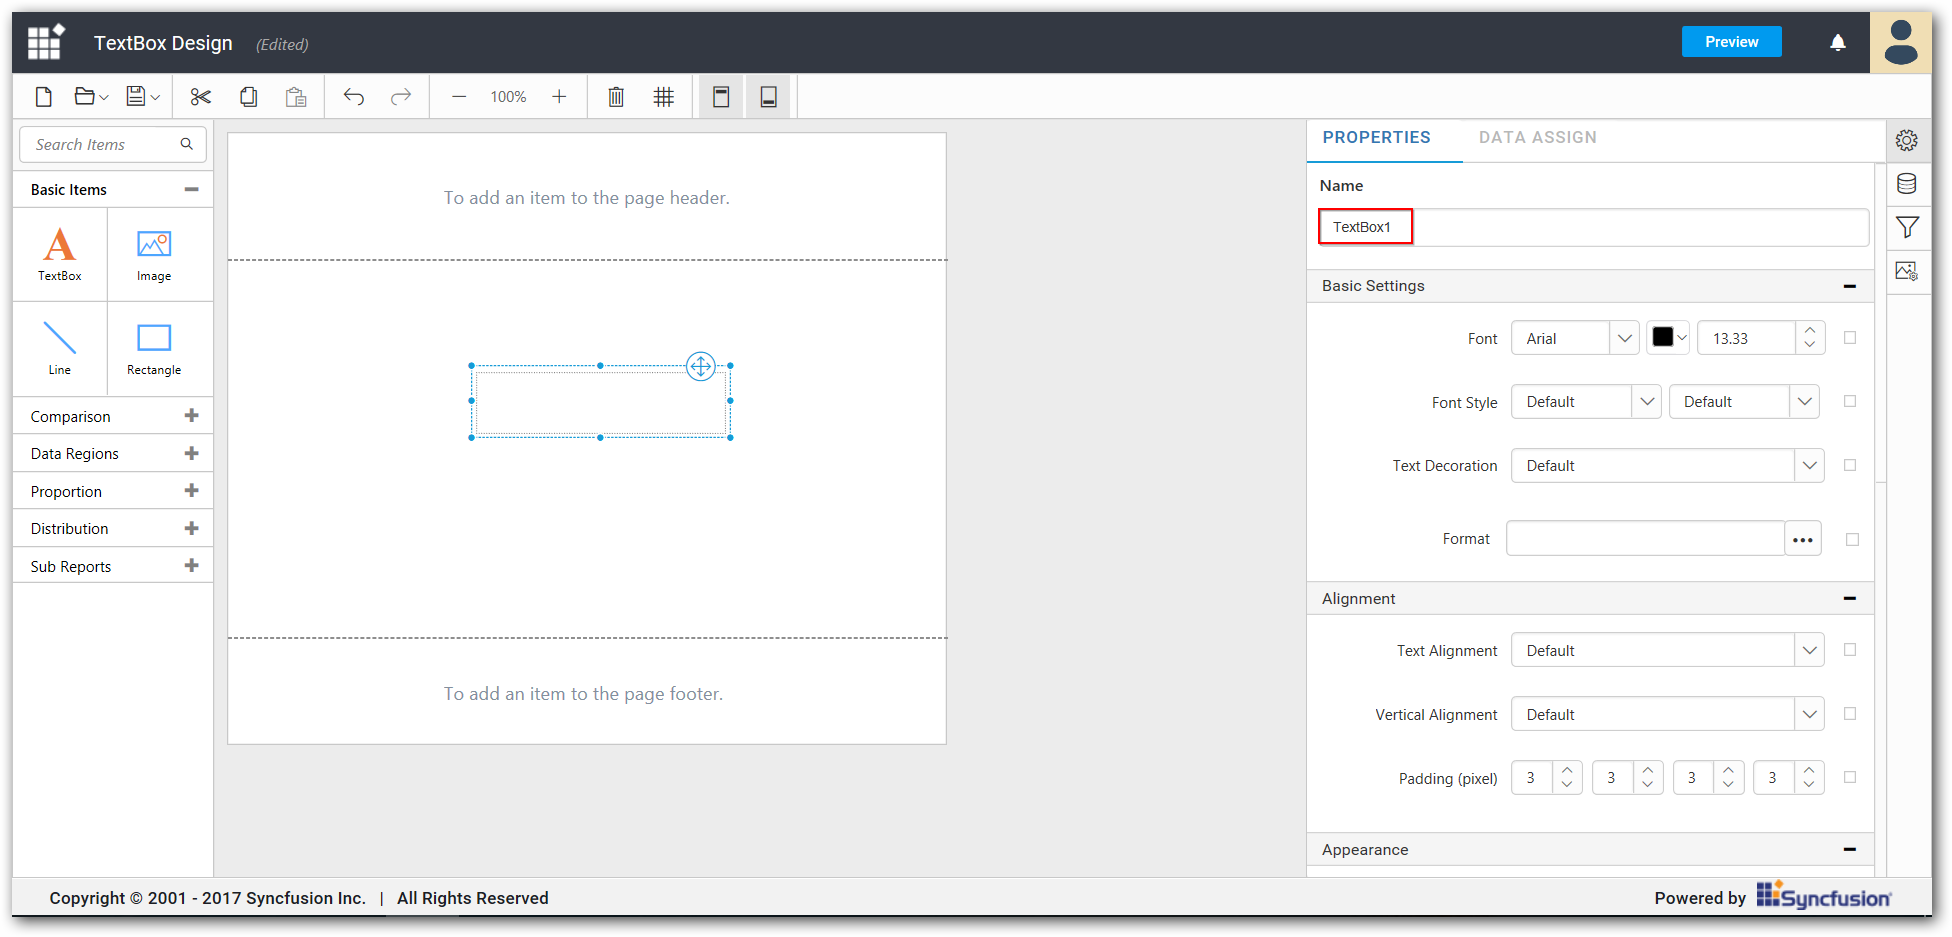 TextBox Design (Edited)
Preview
100%
Search Items
Basic Items
TextBox
Image
Line
Rectangle
Comparison
Data Regions
Proportion
Distribution
Sub Reports
To add an item to the page header.
To add an item to the page footer.
PROPERTIES DATA ASSIGN
Name
TextBox1
Basic Settings
Font Arial 13.33
Font Style Default Default
Text Decoration Default
Format
Alignment
Text Alignment Default
Vertical Alignment Default
Padding (pixel) 3 3 3 3
Appearance
Copyright © 2001 - 2017 Syncfusion Inc. | All Rights Reserved
Powered by Syncfusion